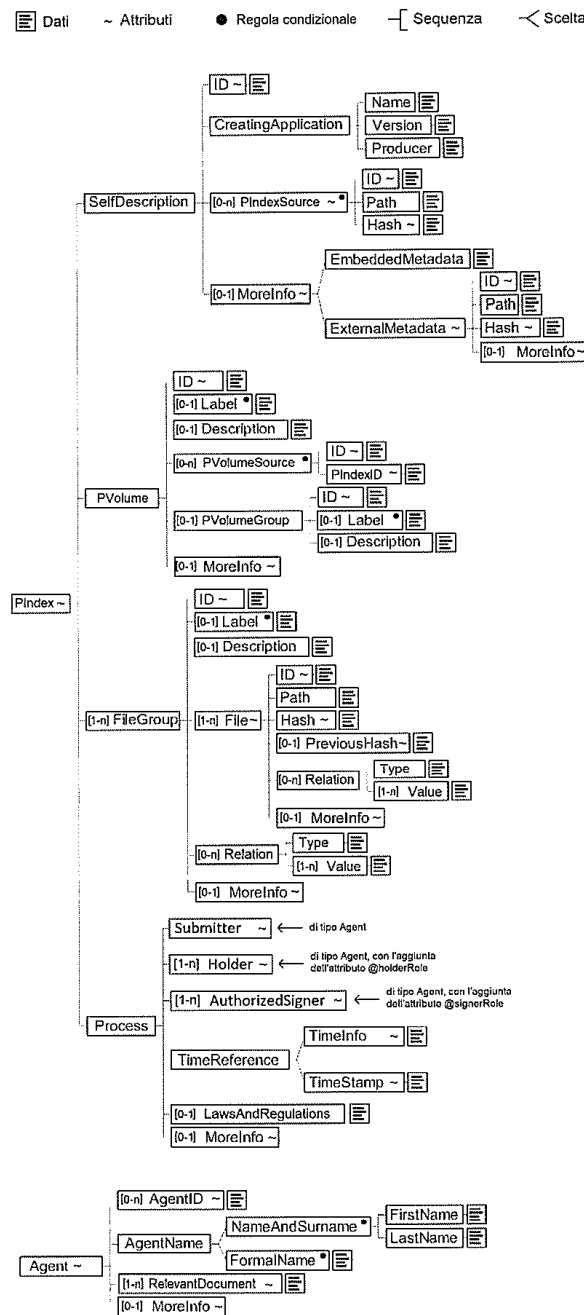 Dati ~ Attributi ● Regola condizionale Sequenza Scelta
ID ~
CreatingApplication
Name
Version
Producer
SelfDescription
[0-n] PIndexSource ~ ●
ID ~
Path
Hash ~
[0-1] MoreInfo ~
EmbeddedMetadata
ExternalMetadata ~
ID ~
Path
Hash ~
[0-1] MoreInfo ~
PVolume
ID ~
[0-1] Label ●
[0-1] Description
[0-n] PVolumeSource ●
ID ~
PIndexID
[0-1] PVolumeGroup
ID ~
[0-1] Label ●
[0-1] Description
[0-1] MoreInfo ~
PIndex ~
[1-n] FileGroup
ID ~
[0-1] Label ●
[0-1] Description
[1-n] File ~
ID ~
Path
Hash ~
[0-1] PreviousHash ~
[0-n] Relation
Type
[1-n] Value
[0-1] MoreInfo ~
[0-n] Relation
Type
[1-n] Value
[0-1] MoreInfo ~
Process
Submitter ~
di tipo Agent
[1-n] Holder ~
di tipo Agent, con l'aggiunta
dell'attributo @holderRole
[1-n] AuthorizedSigner ~
di tipo Agent, con l'aggiunta
dell'attributo @signerRole
TimeReference
TimeInfo ~
TimeStamp ~
[0-1] LawsAndRegulations
[0-1] MoreInfo ~
Agent ~
[0-n] AgentID ~
AgentName
NameAndSurname ●
FirstName
LastName
FormalName ●
[1-n] RelevantDocument ~
[0-1] MoreInfo ~